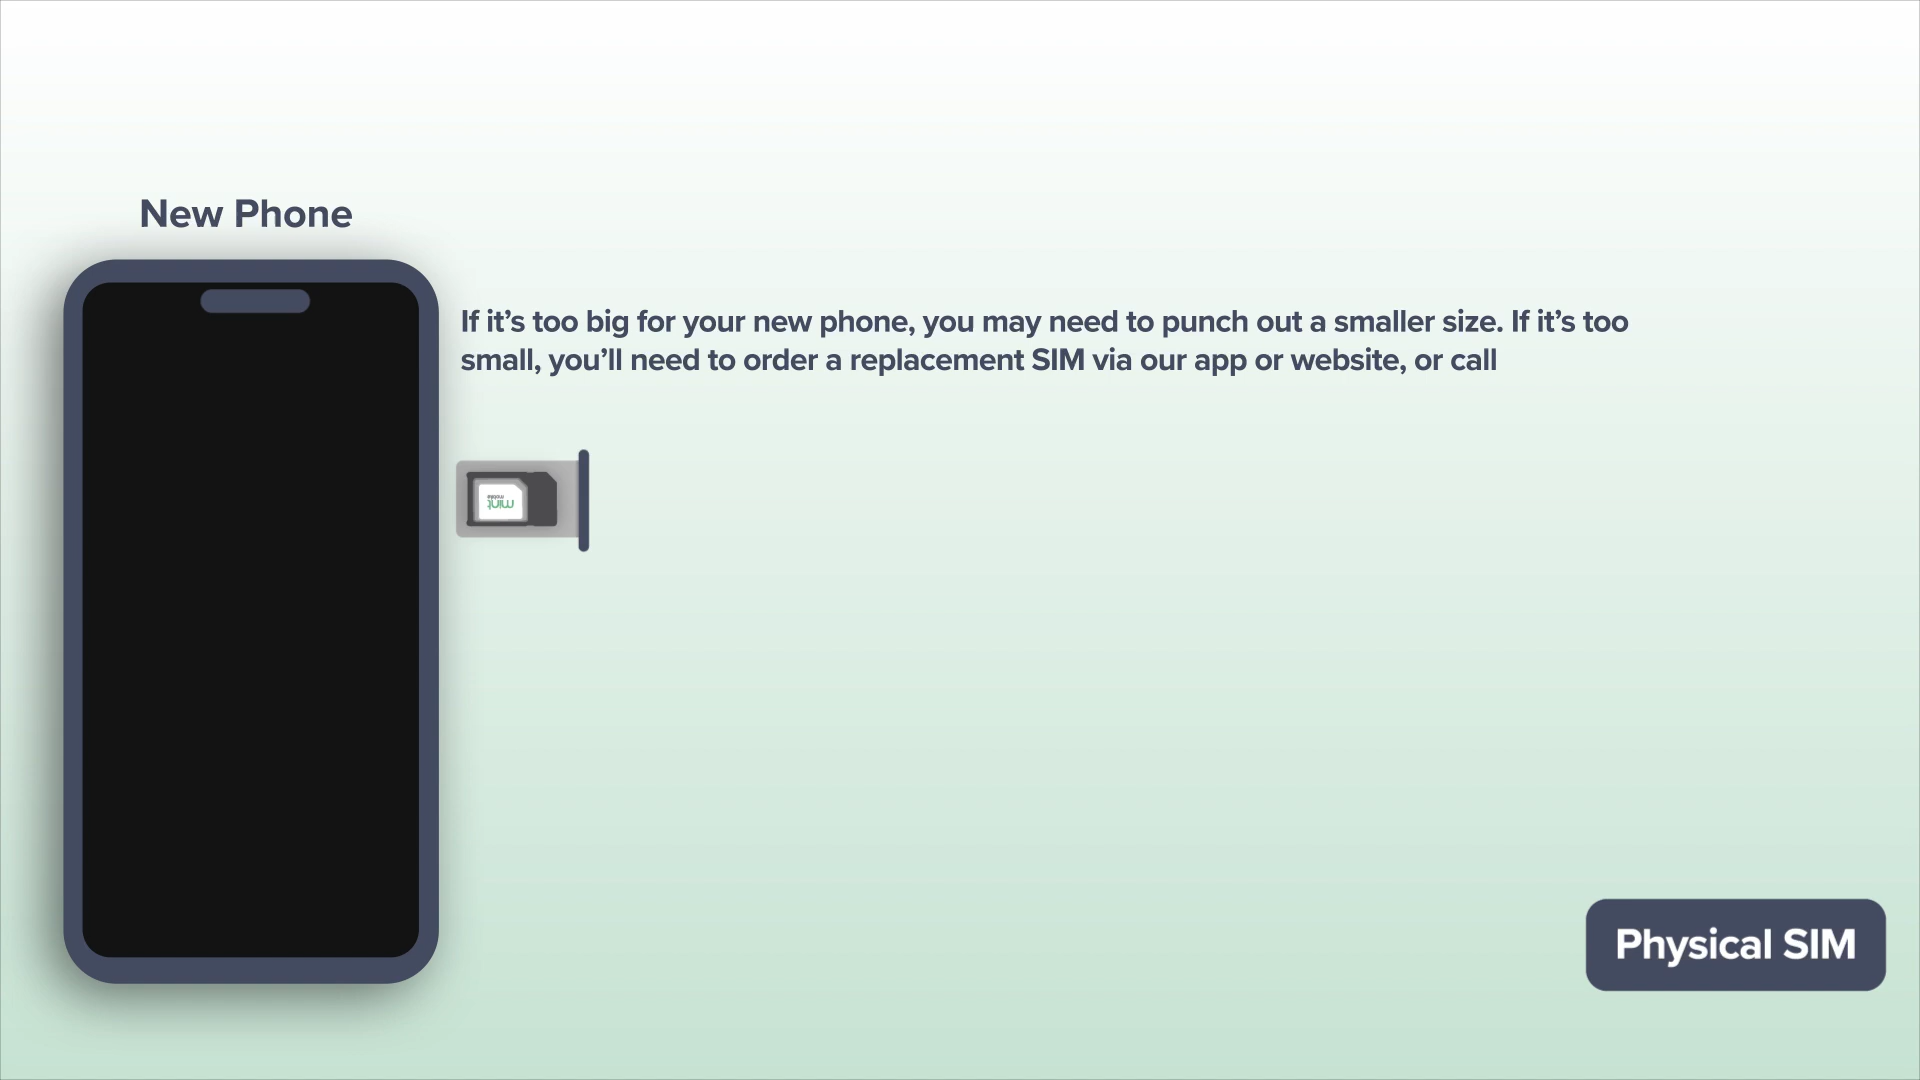 New Phone
If it’s too big for your new phone, you may need to punch out a smaller size. If it’s too
small, you’ll need to order a replacement SIM via our app or website, or call
mint
mobile
Physical SIM